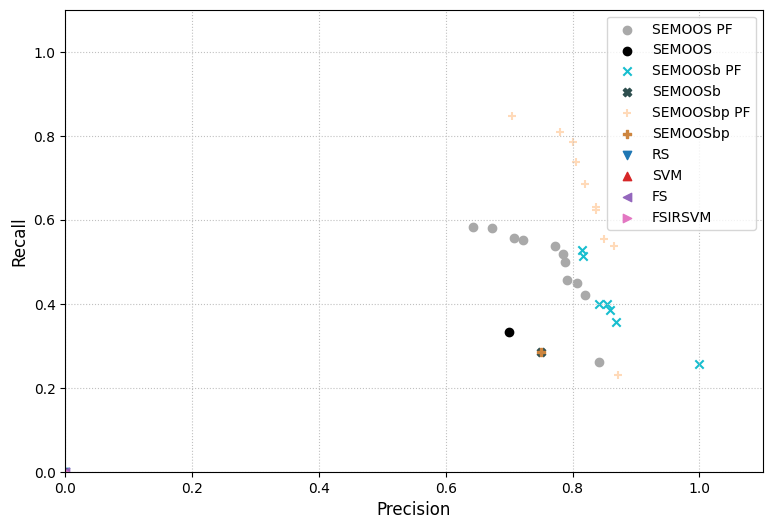 SEMOOS PF
SEMOOS
SEMOOSb PF
SEMOOSb
SEMOOSbp PF
SEMOOSbp
RS
SVM
FS
FSIRSVM
Recall
1.0
0.8
0.6
0.4
0.2
0.0
0.0 0.2 0.4 0.6 0.8 1.0
Precision